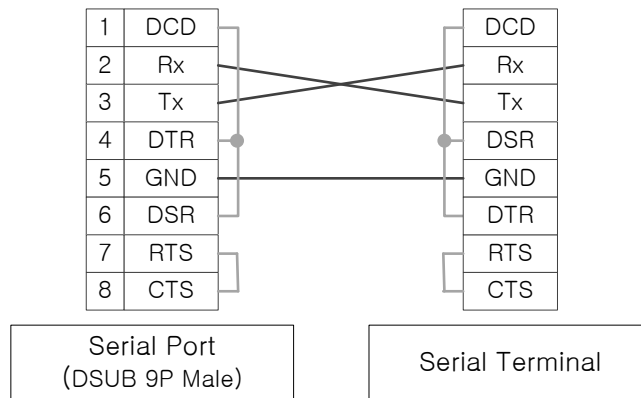 1 DCD
2 Rx
3 Tx
4 DTR
5 GND
6 DSR
7 RTS
8 CTS
DCD
Rx
Tx
DSR
GND
DTR
RTS
CTS
Serial Port
(DSUB 9P Male)
Serial Terminal